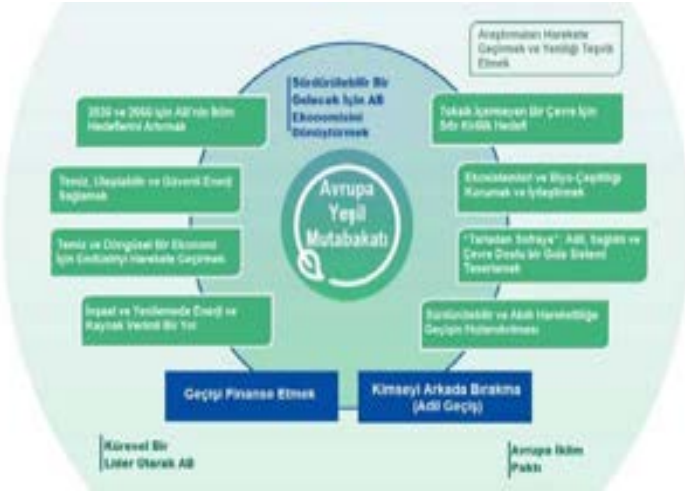 Araştırmaları Harekete
Geçirmek ve Yeniliği Teşvik
Etmek
Sürdürülebilir Bir
Gelecek İçin AB
Ekonomisini
Dönüştürmek
2030 ve 2050 için AB'nin İklim
Hedeflerini Artırmak
Toksik İçermeyen Bir Çevre İçin
Sıfır Kirlilik Hedefi
Temiz, Ulaşılabilir ve Güvenli Enerji
Sağlamak
Ekosistemleri ve Biyo-Çeşitliliği
Korumak ve İyileştirmek
Avrupa
Yeşil
Mutabakatı
Temiz ve Döngüsel Bir Ekonomi
İçin Endüstriyi Harekete Geçirmek
"Tarladan Sofraya": Adil, Sağlıklı ve
Çevre Dostu bir Gıda Sistemi
Tasarlamak
İnşaat ve Yenilemede Enerji ve
Kaynak Verimli Bir Yol
Sürdürülebilir ve Akıllı Hareketliliğe
Geçişin Hızlandırılması
Geçişi Finanse Etmek
Kimseyi Arkada Bırakma
(Adil Geçiş)
Küresel Bir
Lider Olarak AB
Avrupa İklim
Paktı